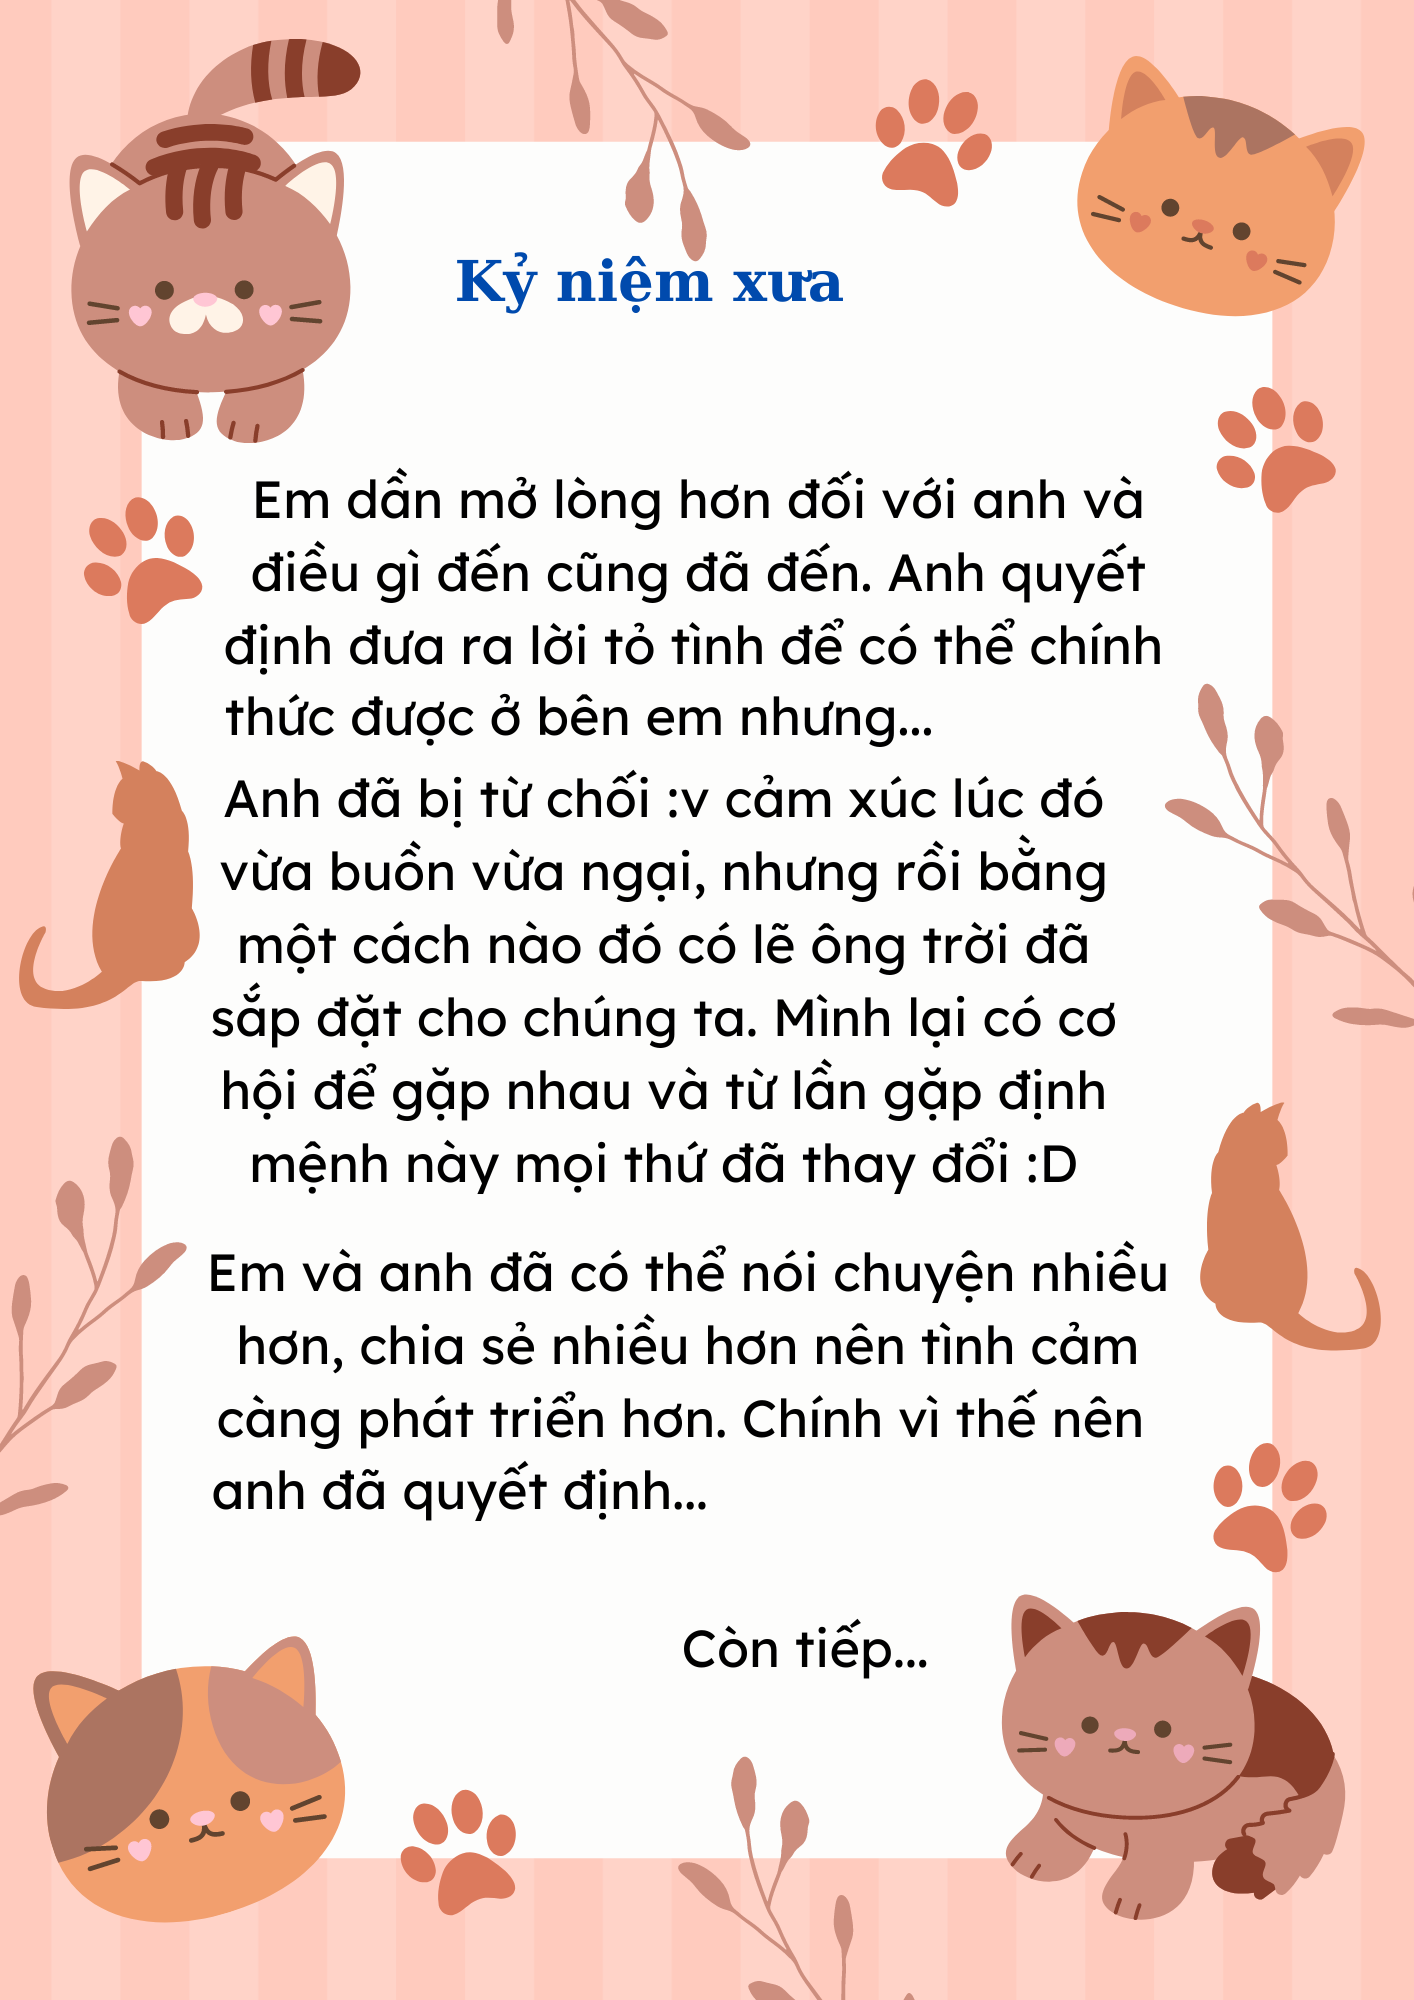 Kỷ niệm xưa
Em dần mở lòng hơn đối với anh và
điều gì đến cũng đã đến. Anh quyết
định đưa ra lời tỏ tình để có thể chính
thức được ở bên em nhưng...
Anh đã bị từ chối :v cảm xúc lúc đó
vừa buồn vừa ngại, nhưng rồi bằng
một cách nào đó có lẽ ông trời đã
sắp đặt cho chúng ta. Mình lại có cơ
hội để gặp nhau và từ lần gặp định
mệnh này mọi thứ đã thay đổi :D
Em và anh đã có thể nói chuyện nhiều
hơn, chia sẻ nhiều hơn nên tình cảm
càng phát triển hơn. Chính vì thế nên
anh đã quyết định...
Còn tiếp...